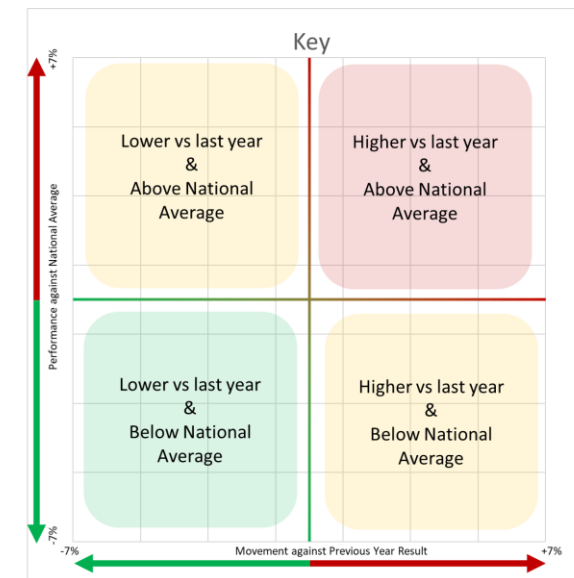 Key
+7%
Performance against National Average
-7%
Lower vs last year
&
Above National
Average
Higher vs last year
&
Above National
Average
Lower vs last year
&
Below National
Average
Higher vs last year
&
Below National
Average
-7%
Movement against Previous Year Result
+7%